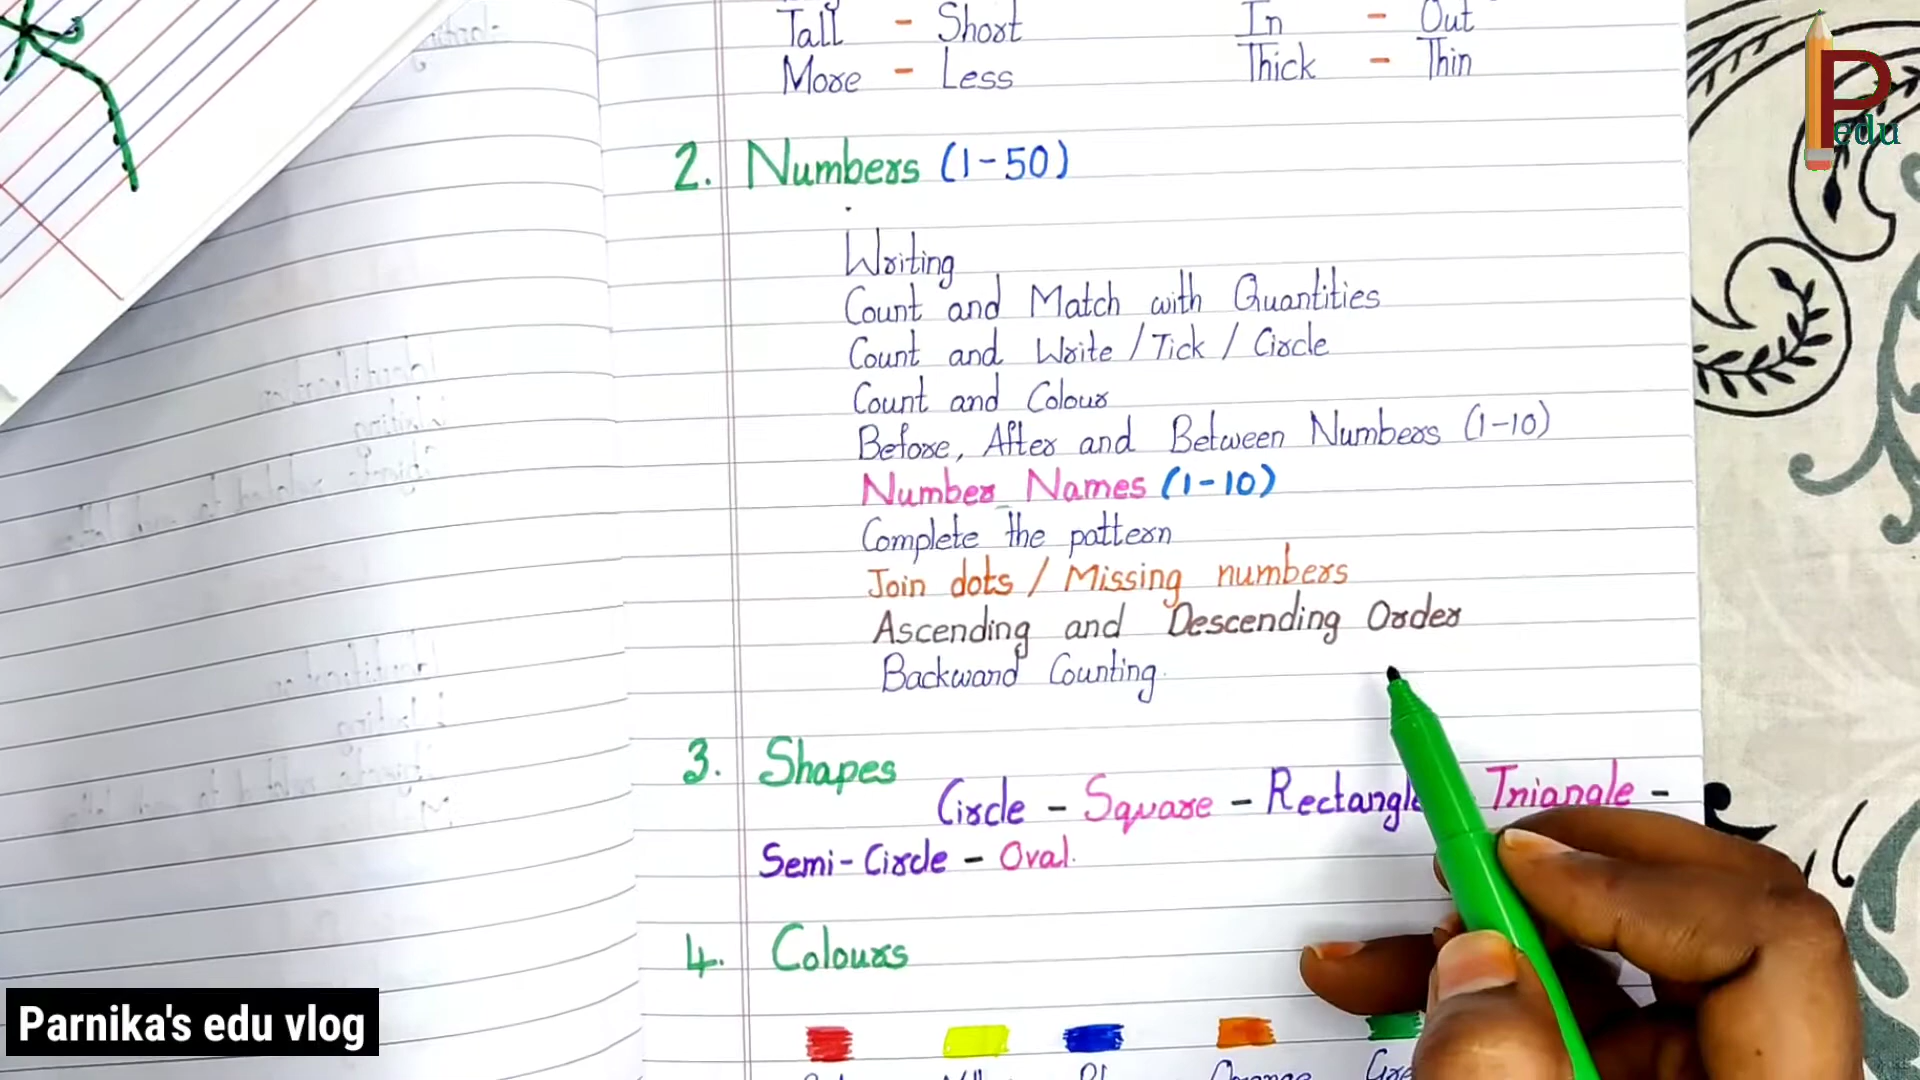 Tall - Short In - Out
More - Less Thick - Thin
2. Numbers (1-50)
Writing
Count and Match with Quantities
Count and Write / Tick / Circle
Count and Colour
Before, After and Between Numbers (1-10)
Number Names (1-10)
Complete the pattern
Join dots / Missing numbers
Ascending and Descending Order
Backward Counting.
3. Shapes
Circle - Square - Rectangle Triangle -
Semi-Circle - Oval.
4. Colours
Orange
P edu
Parnika's edu vlog